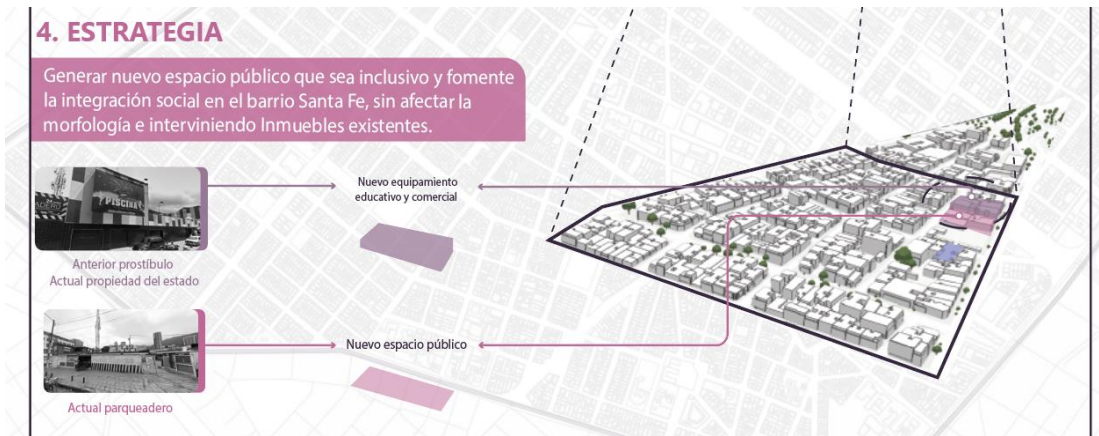 4. ESTRATEGIA
Generar nuevo espacio público que sea inclusivo y fomente
la integración social en el barrio Santa Fe, sin afectar la
morfología e interviniendo Inmuebles existentes.
PISCINA
Nuevo equipamiento
educativo y comercial
Anterior prostíbulo
Actual propiedad del estado
Nuevo espacio público
Actual parqueadero